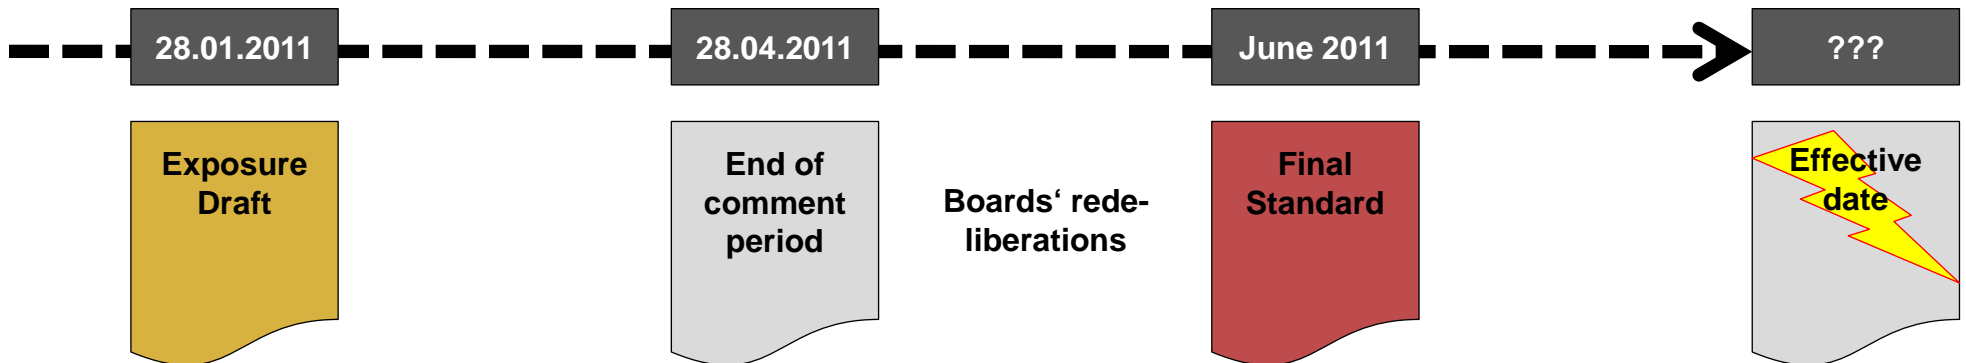 28.01.2011
28.04.2011
June 2011
???
Exposure
Draft
End of
comment
period
Boards‘ rede-
liberations
Final
Standard
Effective
date